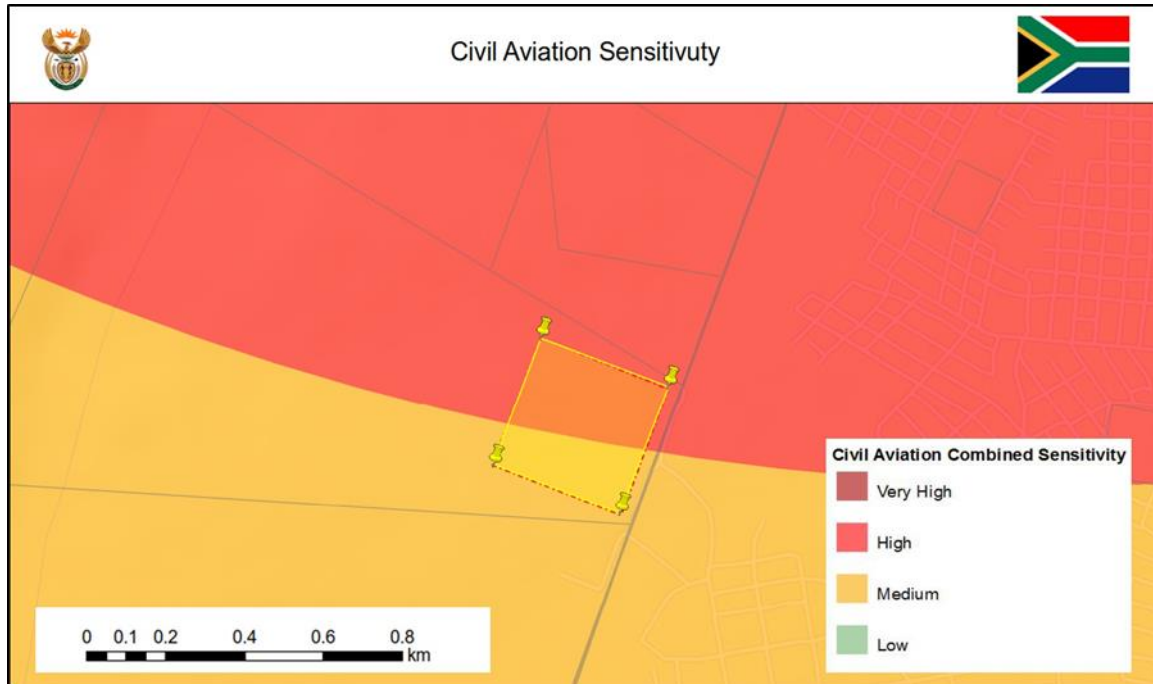 Civil Aviation Sensitivuty
Civil Aviation Combined Sensitivity
Very High
High
Medium
Low
0 0.1 0.2 0.4 0.6 0.8
km